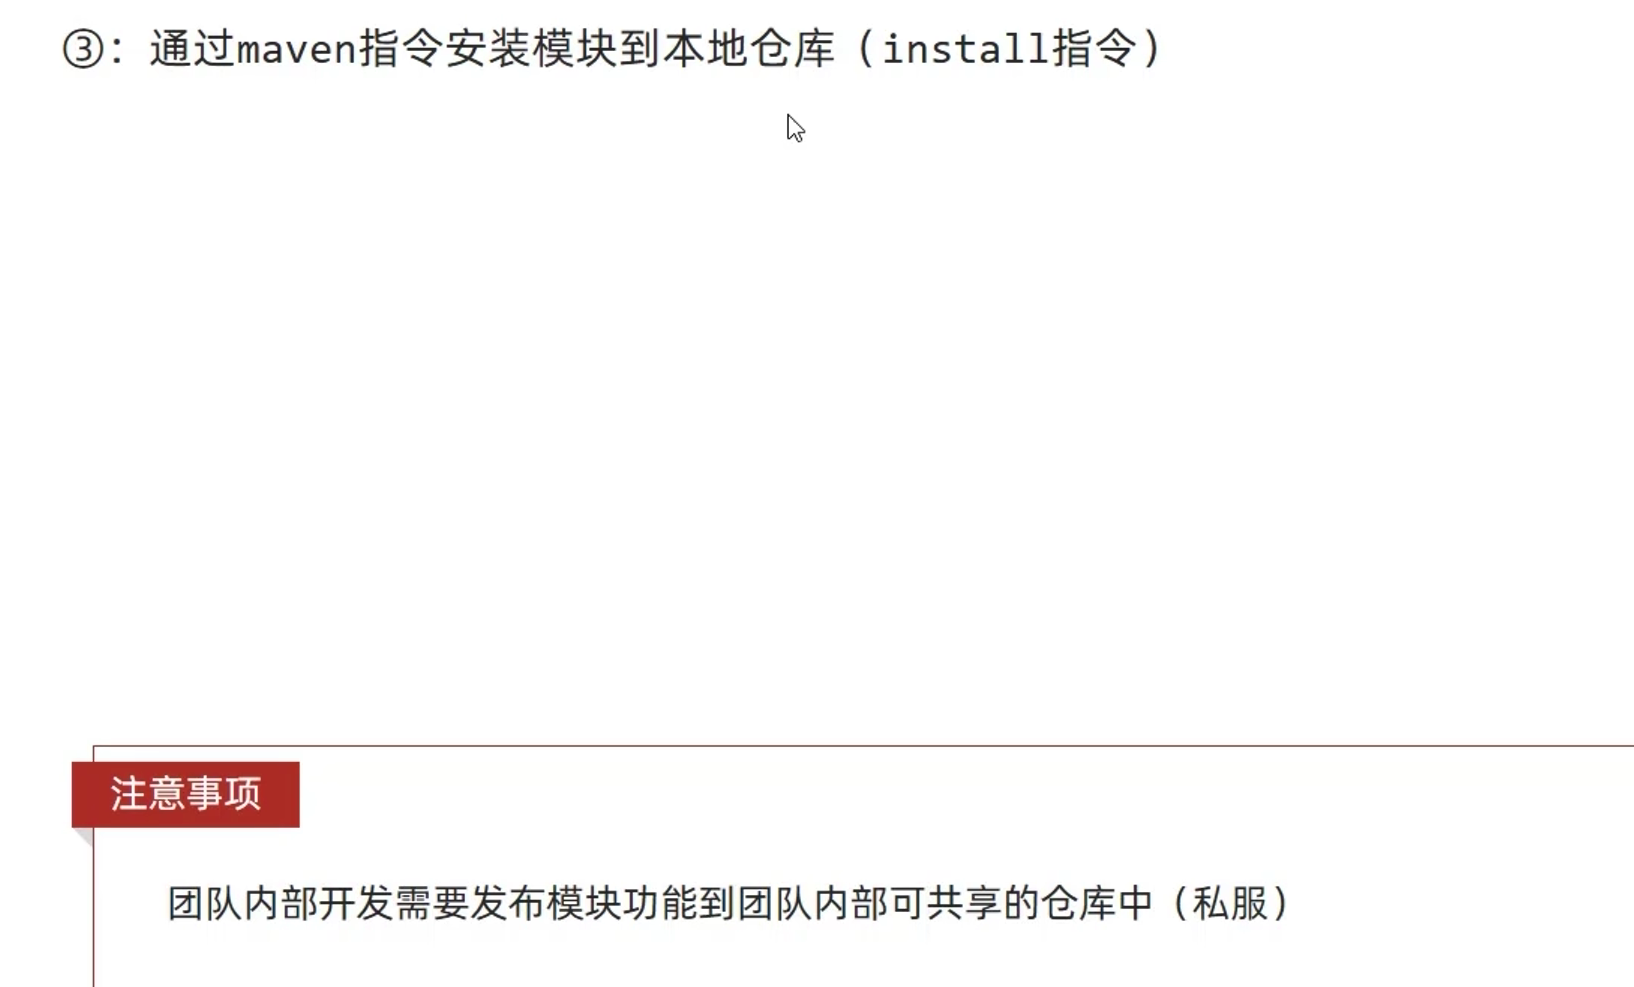 ③：通过maven指令安装模块到本地仓库（install指令）
注意事项
团队内部开发需要发布模块功能到团队内部可共享的仓库中（私服）